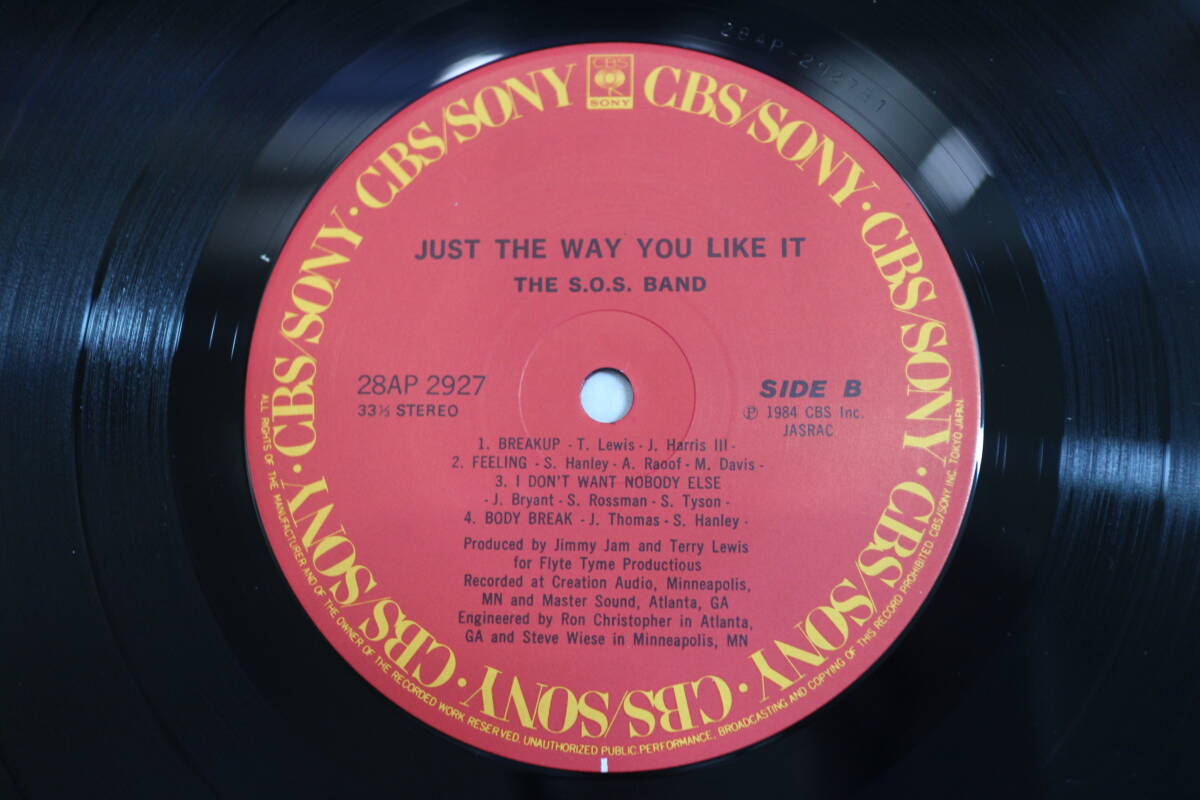 28AP-2927B1
CBS
SONY
CBS/SONY · CBS/SONY · CBS/SONY · CBS/SONY · CBS/SONY · CBS/SONY · CBS/SONY · CBS/SONY · CBS/SONY · CBS/SONY
JUST THE WAY YOU LIKE IT
THE S.O.S. BAND
28AP 2927
33⅓ STEREO
SIDE B
Ⓟ 1984 CBS Inc.
JASRAC
1. BREAKUP - T. Lewis - J. Harris III -
2. FEELING - S. Hanley - A. Raoof - M. Davis -
3. I DON'T WANT NOBODY ELSE
- J. Bryant - S. Rossman - S. Tyson -
4. BODY BREAK - J. Thomas - S. Hanley -
Produced by Jimmy Jam and Terry Lewis
for Flyte Tyme Productious
Recorded at Creation Audio, Minneapolis,
MN and Master Sound, Atlanta, GA
Engineered by Ron Christopher in Atlanta,
GA and Steve Wiese in Minneapolis, MN
ALL RIGHTS OF THE MANUFACTURER AND OF THE OWNER OF THE RECORDED WORK RESERVED. UNAUTHORIZED PUBLIC PERFORMANCE, BROADCASTING AND COPYING OF THIS RECORD PROHIBITED. CBS/SONY INC. TOKYO JAPAN